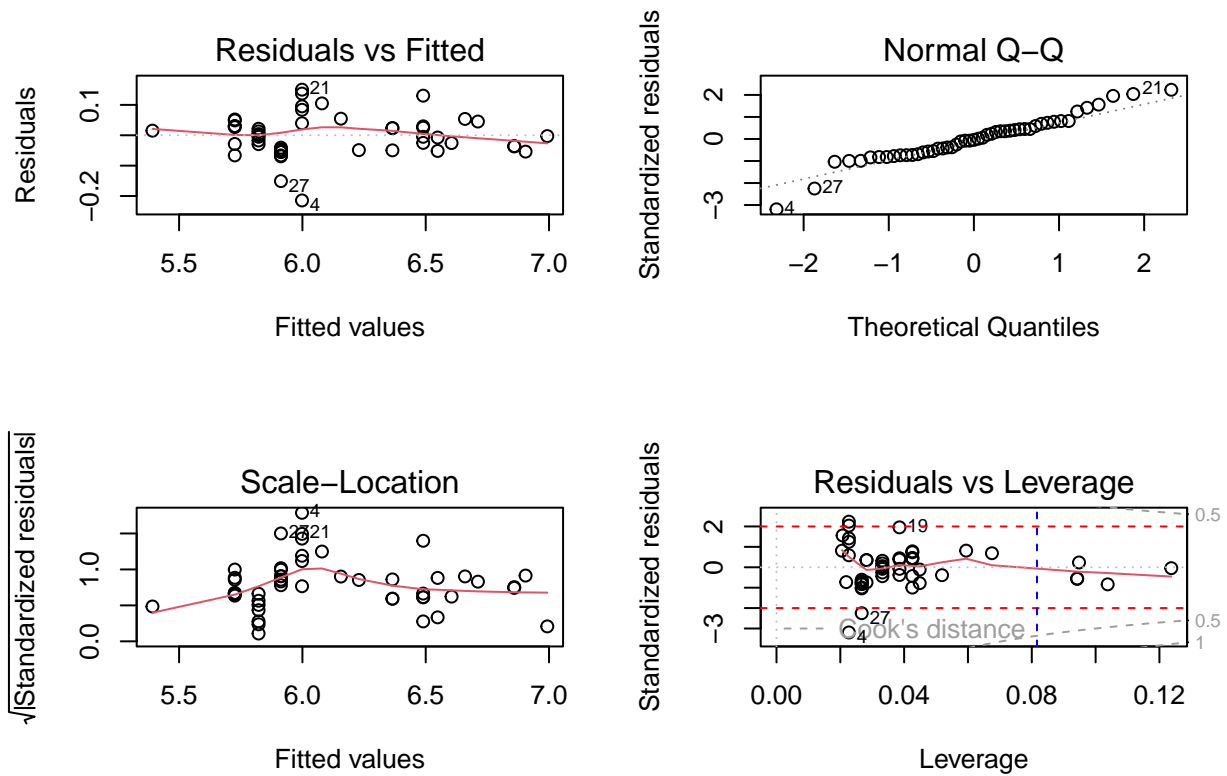 Residuals vs Fitted
Residuals
0.1
−0.2
21
27
4
5.5 6.0 6.5 7.0
Fitted values
Normal Q−Q
Standardized residuals
2
0
−3
21
27
4
−2 −1 0 1 2
Theoretical Quantiles
Scale−Location
√|Standardized residuals|
1.0
0.0
4
27 21
5.5 6.0 6.5 7.0
Fitted values
Residuals vs Leverage
Standardized residuals
2
0
−3
19
27
4
Cook's distance
0.5
0.5
1
0.00 0.04 0.08 0.12
Leverage